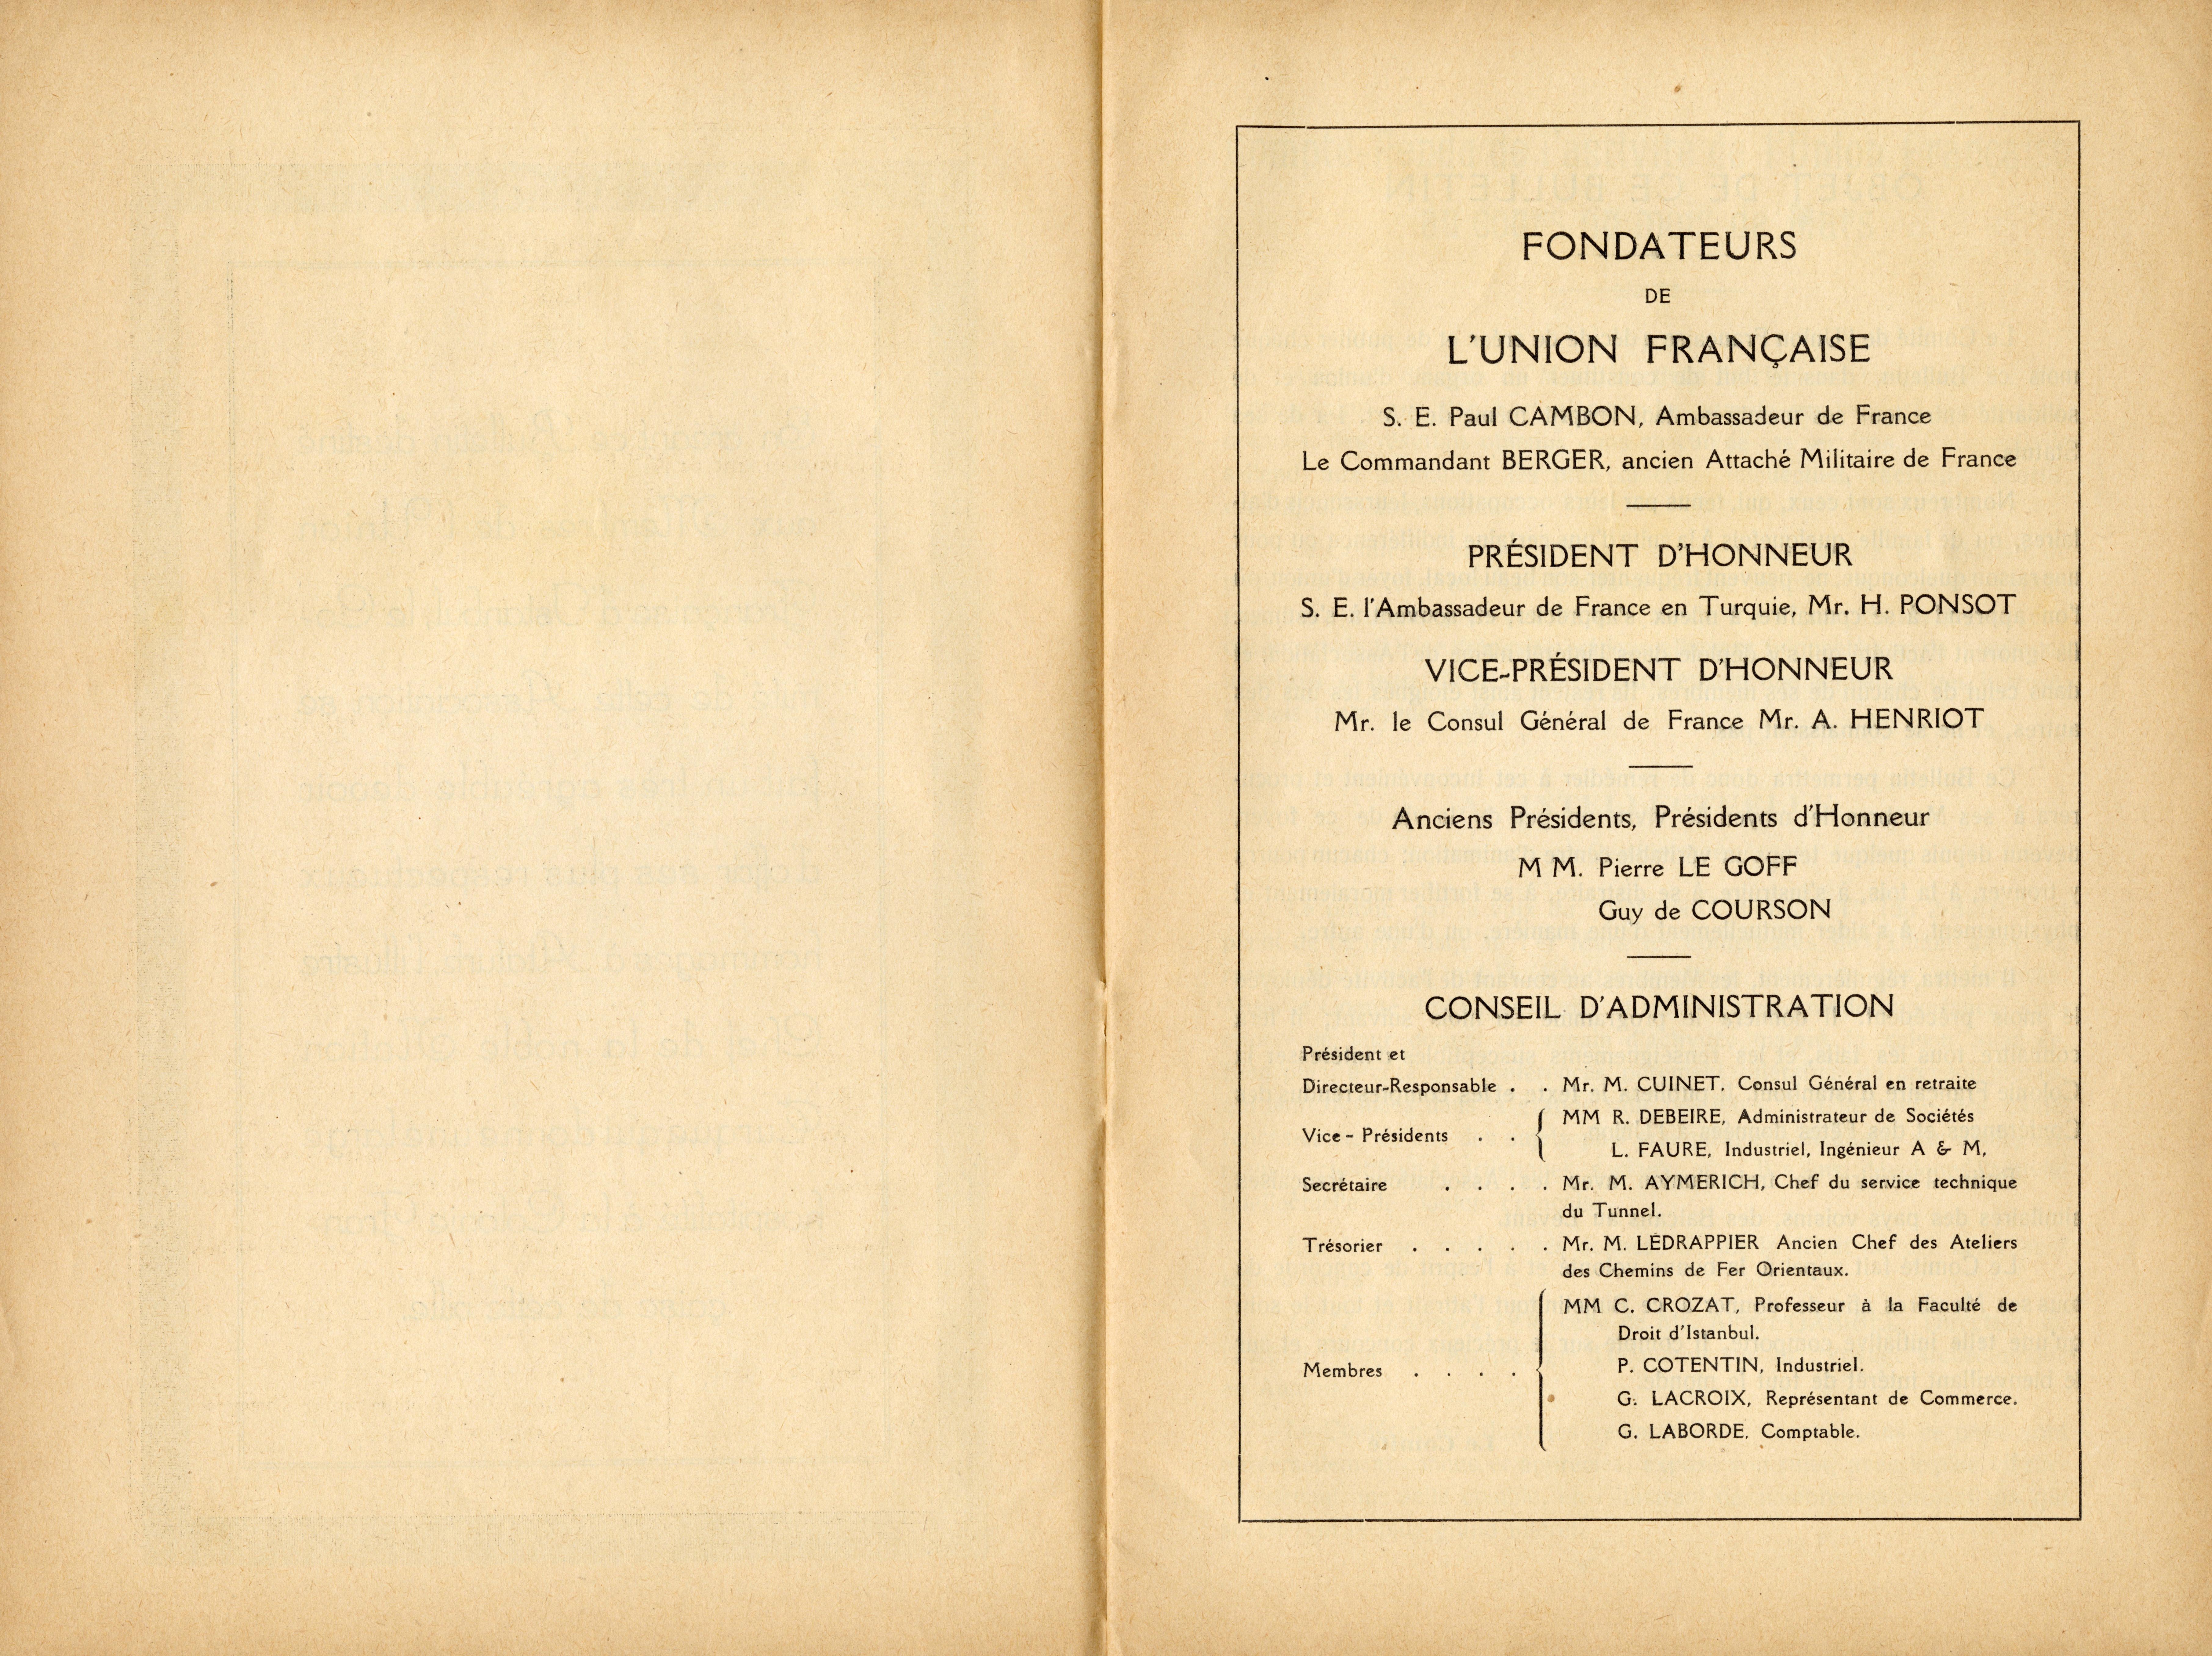 FONDATEURS
DE
L'UNION FRANÇAISE
S. E. Paul CAMBON, Ambassadeur de France
Le Commandant BERGER, ancien Attaché Militaire de France
PRÉSIDENT D'HONNEUR
S. E. l'Ambassadeur de France en Turquie, Mr. H. PONSOT
VICE-PRÉSIDENT D'HONNEUR
Mr. le Consul Général de France Mr. A. HENRIOT
Anciens Présidents, Présidents d'Honneur
M M. Pierre LE GOFF
Guy de COURSON
CONSEIL D'ADMINISTRATION
Président et
Directeur-Responsable . . Mr. M. CUINET. Consul Général en retraite
Vice - Présidents . . MM R. DEBEIRE, Administrateur de Sociétés
L. FAURE, Industriel, Ingénieur A & M,
Secrétaire . . . . Mr. M. AYMERICH, Chef du service technique
du Tunnel.
Trésorier . . . . . Mr. M. LEDRAPPIER Ancien Chef des Ateliers
des Chemins de Fer Orientaux.
Membres . . . . MM C. CROZAT, Professeur à la Faculté de
Droit d'Istanbul.
P. COTENTIN, Industriel.
G. LACROIX, Représentant de Commerce.
G. LABORDE. Comptable.